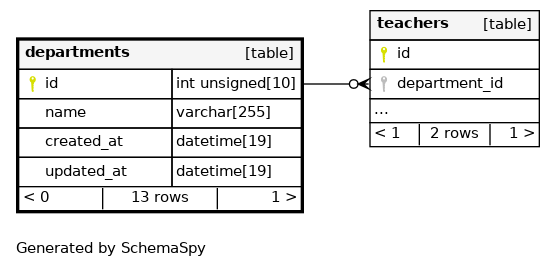 departments [table]
id int unsigned[10]
name varchar[255]
created_at datetime[19]
updated_at datetime[19]
< 0 13 rows 1 >
teachers [table]
id
department_id
...
< 1 2 rows 1 >
Generated by SchemaSpy